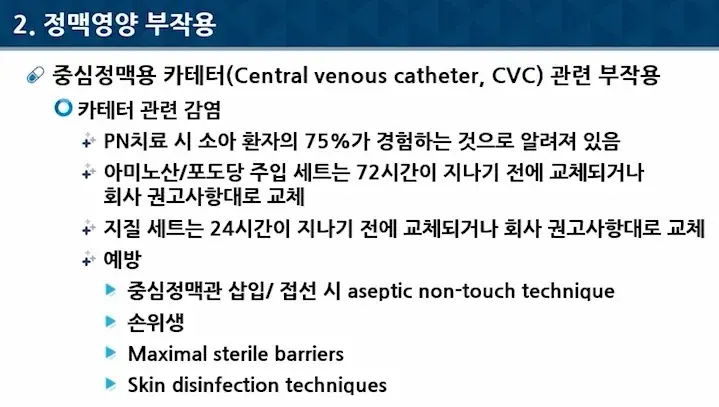 2. 정맥영양 부작용
중심정맥용 카테터(Central venous catheter, CVC) 관련 부작용
카테터 관련 감염
PN치료 시 소아 환자의 75%가 경험하는 것으로 알려져 있음
아미노산/포도당 주입 세트는 72시간이 지나기 전에 교체되거나
회사 권고사항대로 교체
지질 세트는 24시간이 지나기 전에 교체되거나 회사 권고사항대로 교체
예방
중심정맥관 삽입/ 접선 시 aseptic non-touch technique
손위생
Maximal sterile barriers
Skin disinfection techniques